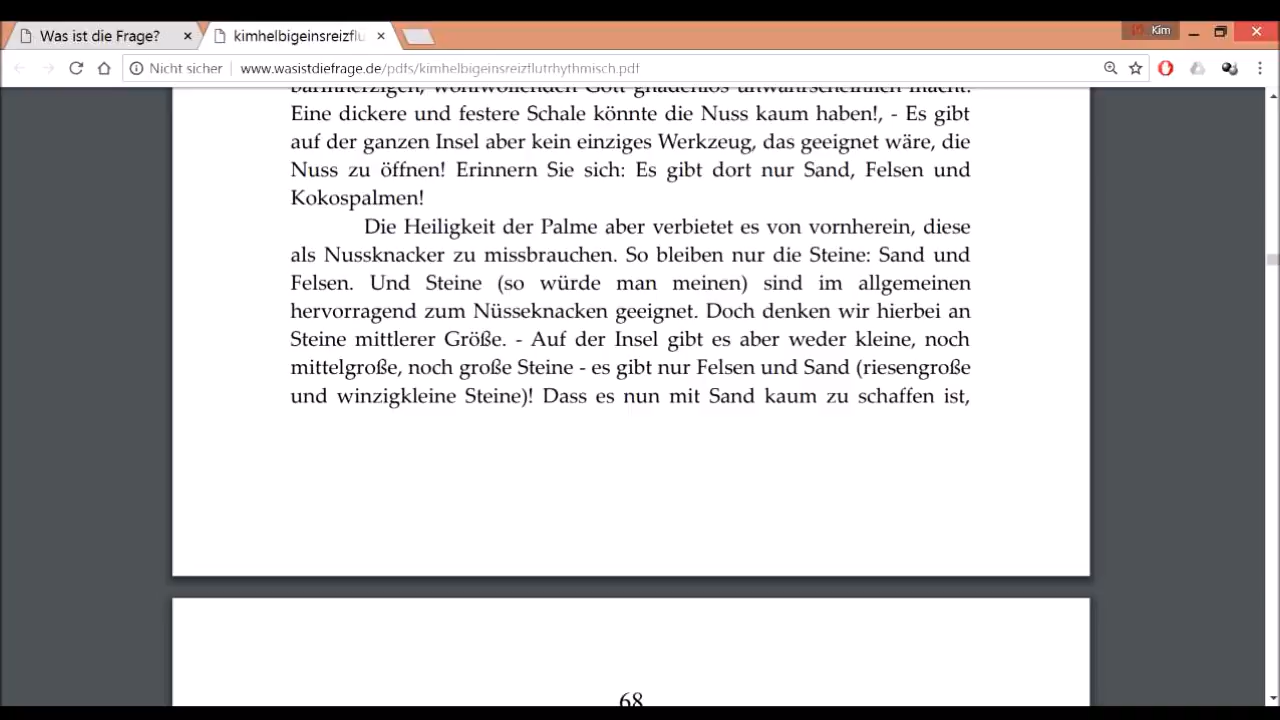 Was ist die Frage?
kimhelbigeinsreizflu
Kim
Nicht sicher
www.wasistdiefrage.de/pdfs/kimhelbigeinsreizflutrhythmisch.pdf
barmherzigen, wohlwollenden Gott gnadenlos unwahrscheinlich macht.
Eine dickere und festere Schale könnte die Nuss kaum haben!, - Es gibt
auf der ganzen Insel aber kein einziges Werkzeug, das geeignet wäre, die
Nuss zu öffnen! Erinnern Sie sich: Es gibt dort nur Sand, Felsen und
Kokospalmen!
Die Heiligkeit der Palme aber verbietet es von vornherein, diese
als Nussknacker zu missbrauchen. So bleiben nur die Steine: Sand und
Felsen. Und Steine (so würde man meinen) sind im allgemeinen
hervorragend zum Nüsseknacken geeignet. Doch denken wir hierbei an
Steine mittlerer Größe. - Auf der Insel gibt es aber weder kleine, noch
mittelgroße, noch große Steine - es gibt nur Felsen und Sand (riesengroße
und winzigkleine Steine)! Dass es nun mit Sand kaum zu schaffen ist,
68